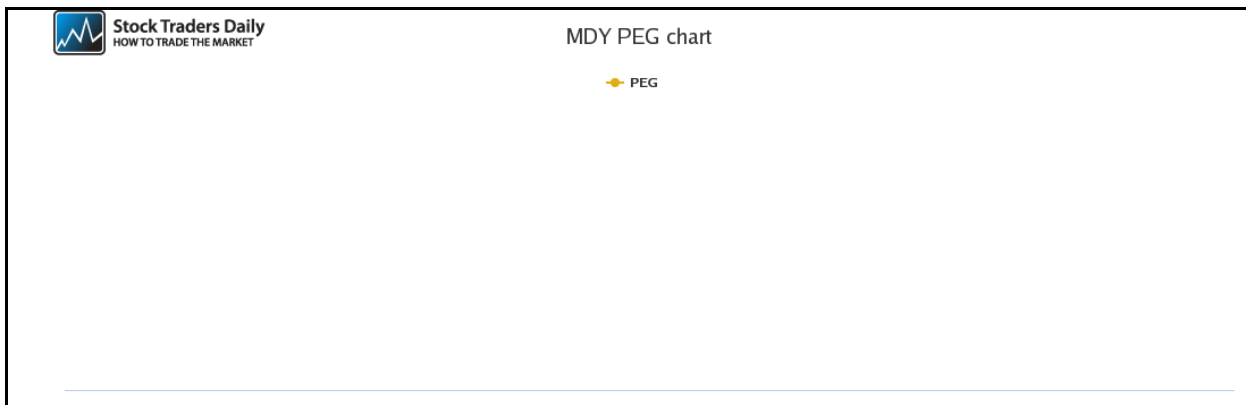 Stock Traders Daily
HOW TO TRADE THE MARKET
MDY PEG chart
PEG